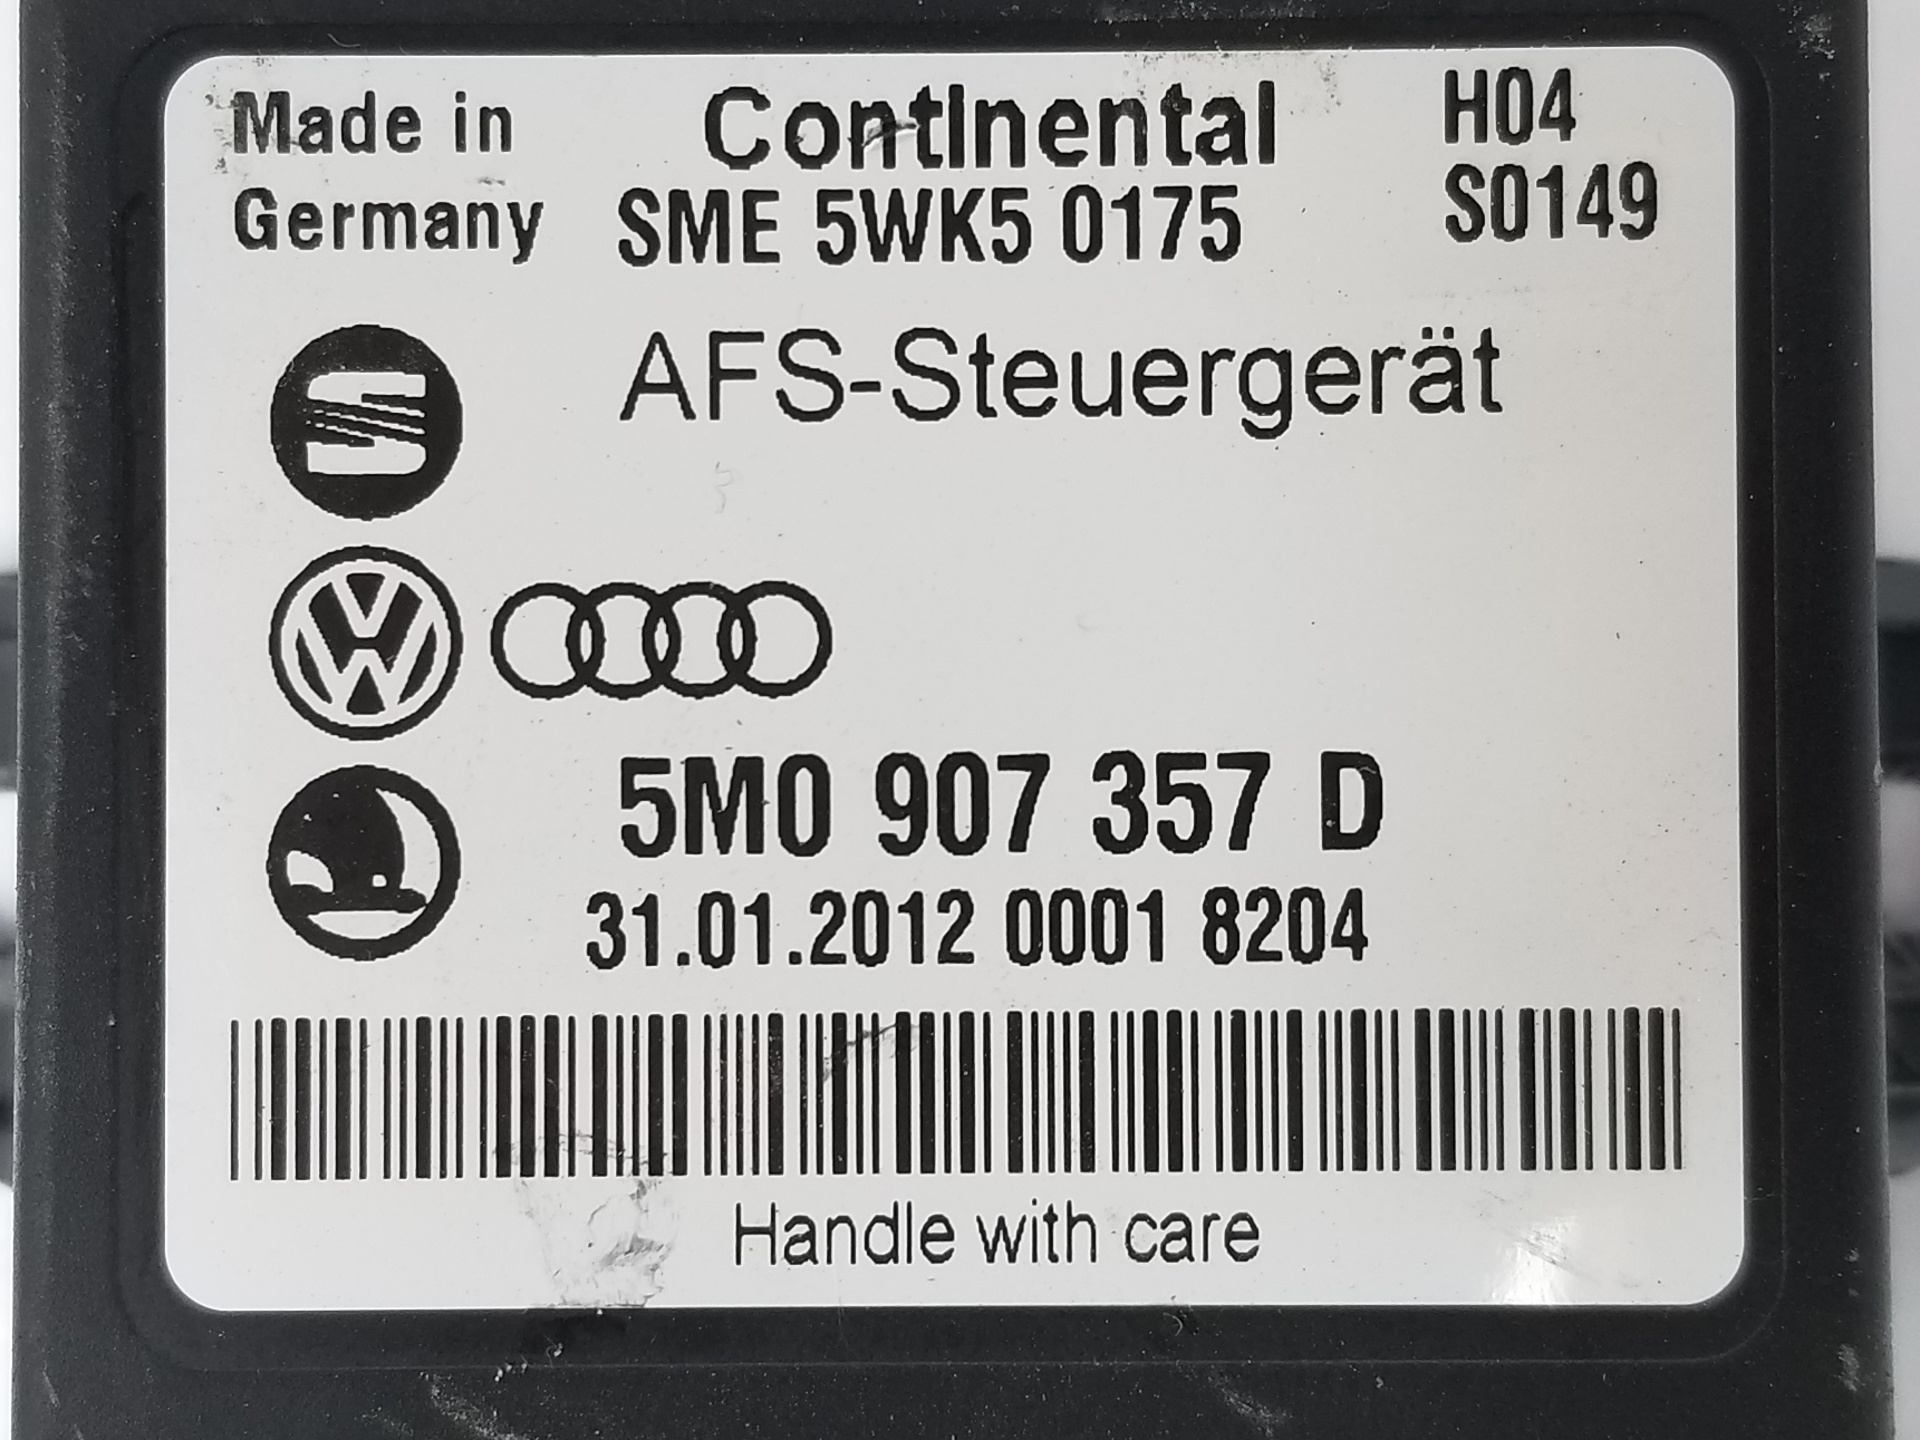 Made in
Germany
Continental
SME 5WK5 0175
H04
S0149
AFS-Steuergerät
5M0 907 357 D
31.01.2012 0001 8204
Handle with care